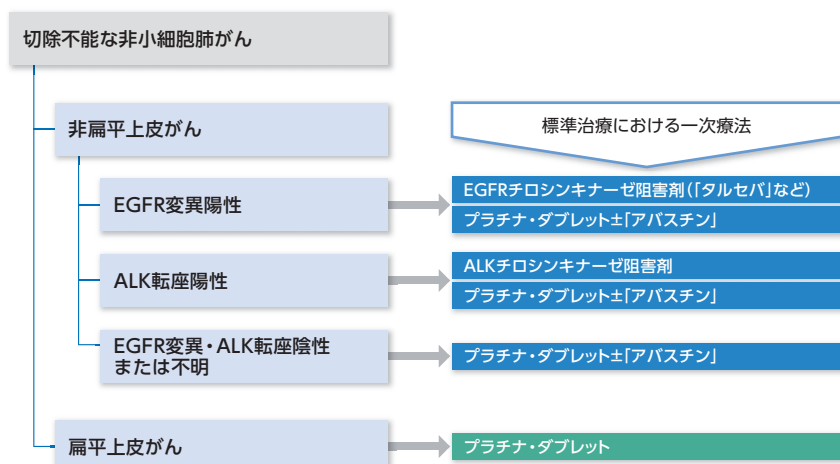 切除不能な非小細胞肺がん
非扁平上皮がん
標準治療における一次療法
EGFR変異陽性
EGFRチロシンキナーゼ阻害剤(「タルセバ」など)
プラチナ・ダブレット±「アバスチン」
ALK転座陽性
ALKチロシンキナーゼ阻害剤
プラチナ・ダブレット±「アバスチン」
EGFR変異・ALK転座陰性
または不明
プラチナ・ダブレット±「アバスチン」
扁平上皮がん
プラチナ・ダブレット